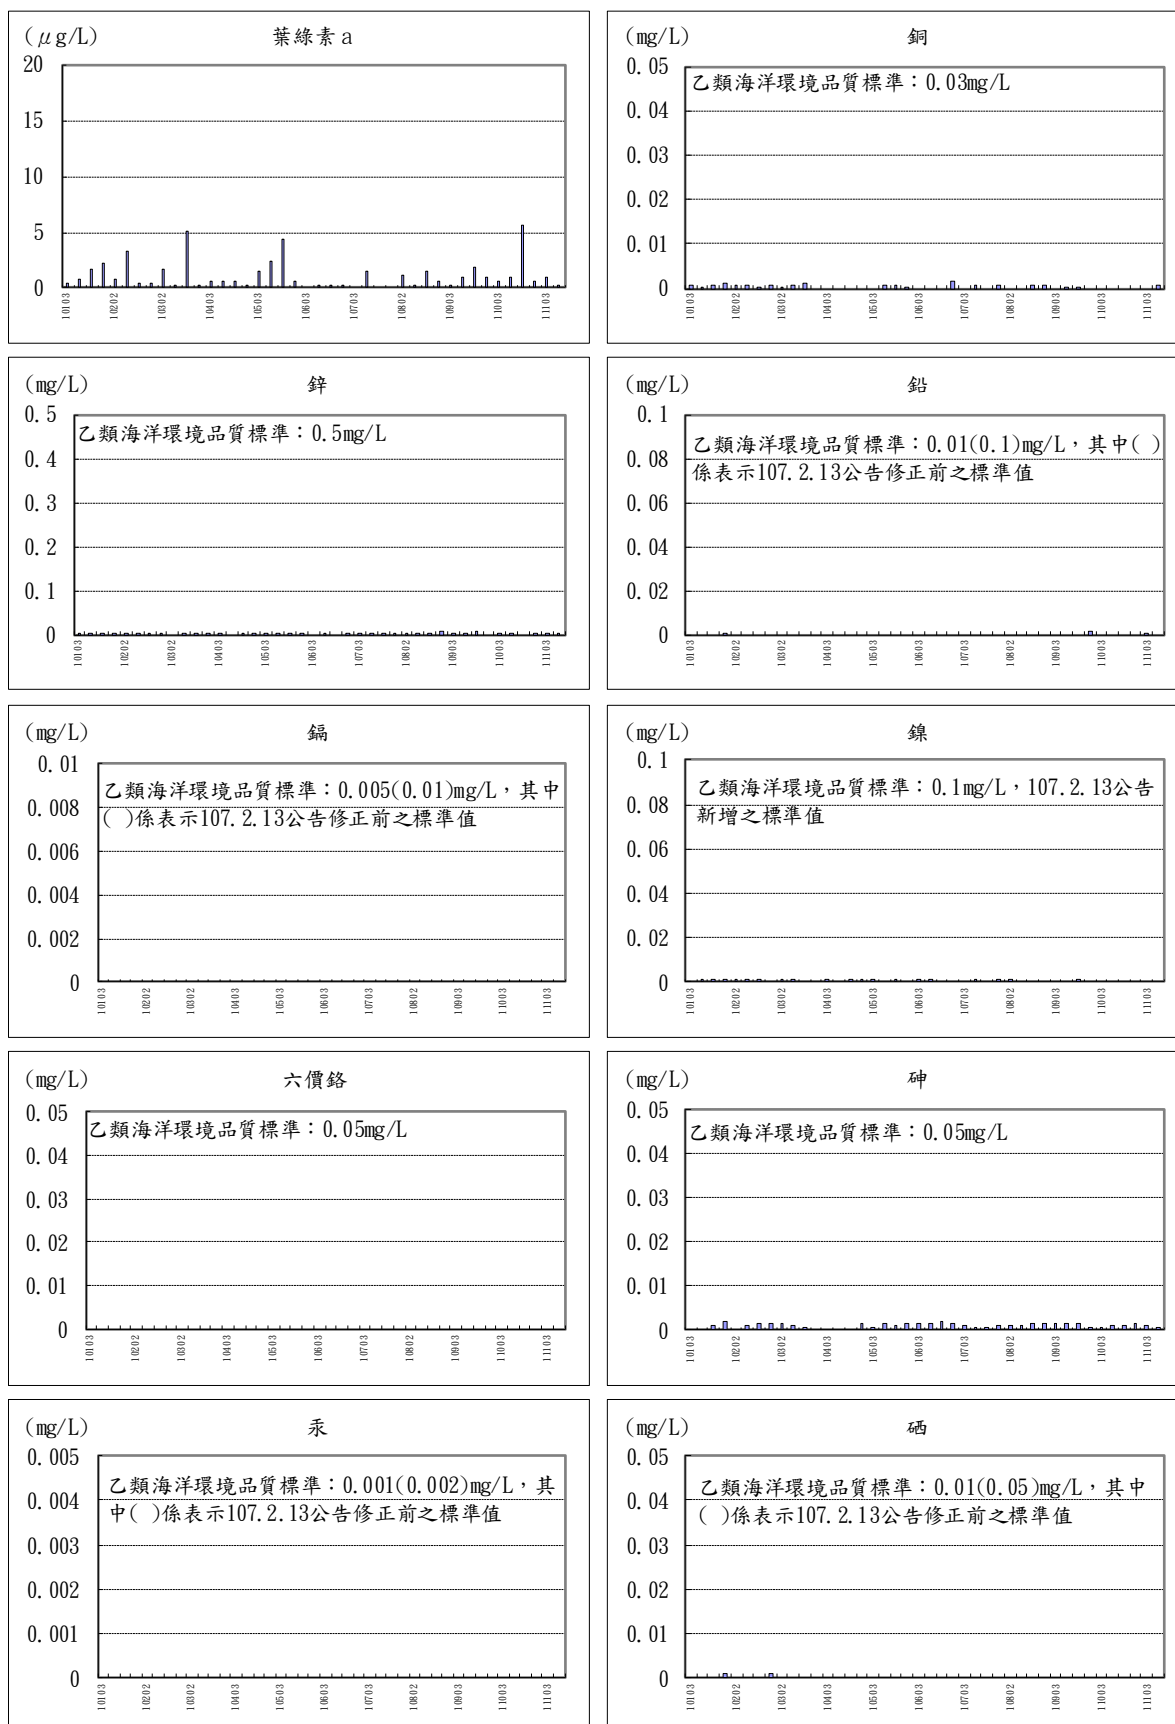 (μg/L) 葉綠素a
20
15
10
5
0
10103 10202 10302 10403 10503 10603 10703 10802 10903 11003 11103
(mg/L) 銅
乙類海洋環境品質標準：0.03mg/L
0.05
0.04
0.03
0.02
0.01
0
10103 10202 10302 10403 10503 10603 10703 10802 10903 11003 11103
(mg/L) 鋅
乙類海洋環境品質標準：0.5mg/L
0.5
0.4
0.3
0.2
0.1
0
10103 10202 10302 10403 10503 10603 10703 10802 10903 11003 11103
(mg/L) 鉛
乙類海洋環境品質標準：0.01(0.1)mg/L，其中( )
係表示107.2.13公告修正前之標準值
0.1
0.08
0.06
0.04
0.02
0
10103 10202 10302 10403 10503 10603 10703 10802 10903 11003 11103
(mg/L) 鎘
乙類海洋環境品質標準：0.005(0.01)mg/L，其中
( )係表示107.2.13公告修正前之標準值
0.01
0.008
0.006
0.004
0.002
0
10103 10202 10302 10403 10503 10603 10703 10802 10903 11003 11103
(mg/L) 鎳
乙類海洋環境品質標準：0.1mg/L，107.2.13公告
新增之標準值
0.1
0.08
0.06
0.04
0.02
0
10103 10202 10302 10403 10503 10603 10703 10802 10903 11003 11103
(mg/L) 六價鉻
乙類海洋環境品質標準：0.05mg/L
0.05
0.04
0.03
0.02
0.01
0
10103 10202 10302 10403 10503 10603 10703 10802 10903 11003 11103
(mg/L) 砷
乙類海洋環境品質標準：0.05mg/L
0.05
0.04
0.03
0.02
0.01
0
10103 10202 10302 10403 10503 10603 10703 10802 10903 11003 11103
(mg/L) 汞
乙類海洋環境品質標準：0.001(0.002)mg/L，其
中( )係表示107.2.13公告修正前之標準值
0.005
0.004
0.003
0.002
0.001
0
10103 10202 10302 10403 10503 10603 10703 10802 10903 11003 11103
(mg/L) 硒
乙類海洋環境品質標準：0.01(0.05)mg/L，其中
( )係表示107.2.13公告修正前之標準值
0.05
0.04
0.03
0.02
0.01
0
10103 10202 10302 10403 10503 10603 10703 10802 10903 11003 11103